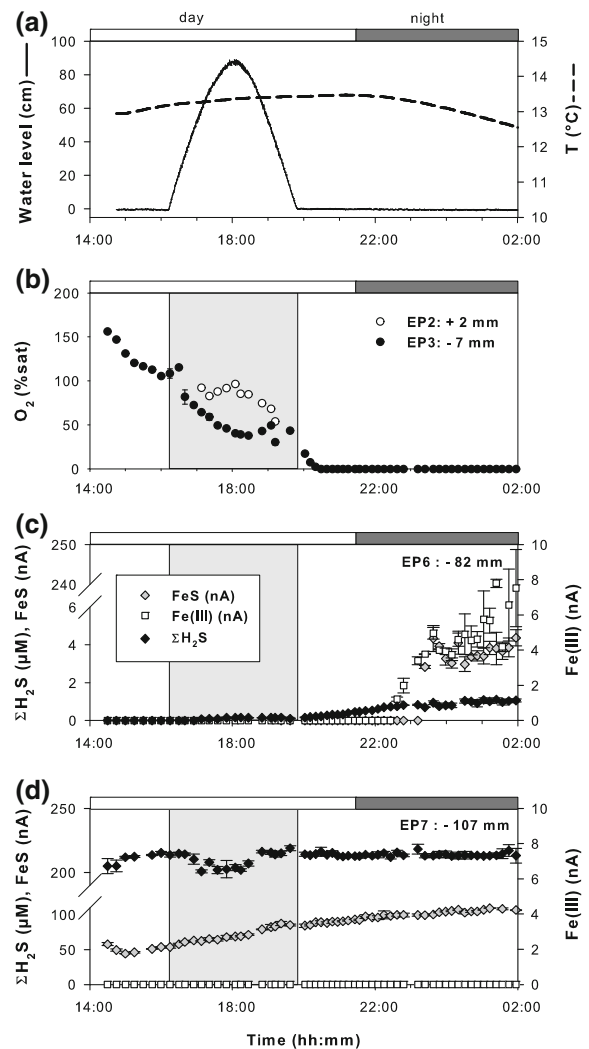 (a)
day
night
Water level (cm)
T (°C)
100
80
60
40
20
0
15
14
13
12
11
10
14:00
18:00
22:00
02:00
(b)
O2 (%sat)
200
150
100
50
0
EP2: + 2 mm
EP3: - 7 mm
14:00
18:00
22:00
02:00
(c)
ΣH2S (µM), FeS (nA)
Fe(III) (nA)
250
240
6
4
2
0
10
8
6
4
2
0
EP6 : - 82 mm
FeS (nA)
Fe(III) (nA)
ΣH2S
14:00
18:00
22:00
02:00
(d)
ΣH2S (µM), FeS (nA)
Fe(III) (nA)
250
200
100
50
0
10
8
6
4
2
0
EP7 : - 107 mm
14:00
18:00
22:00
02:00
Time (hh:mm)